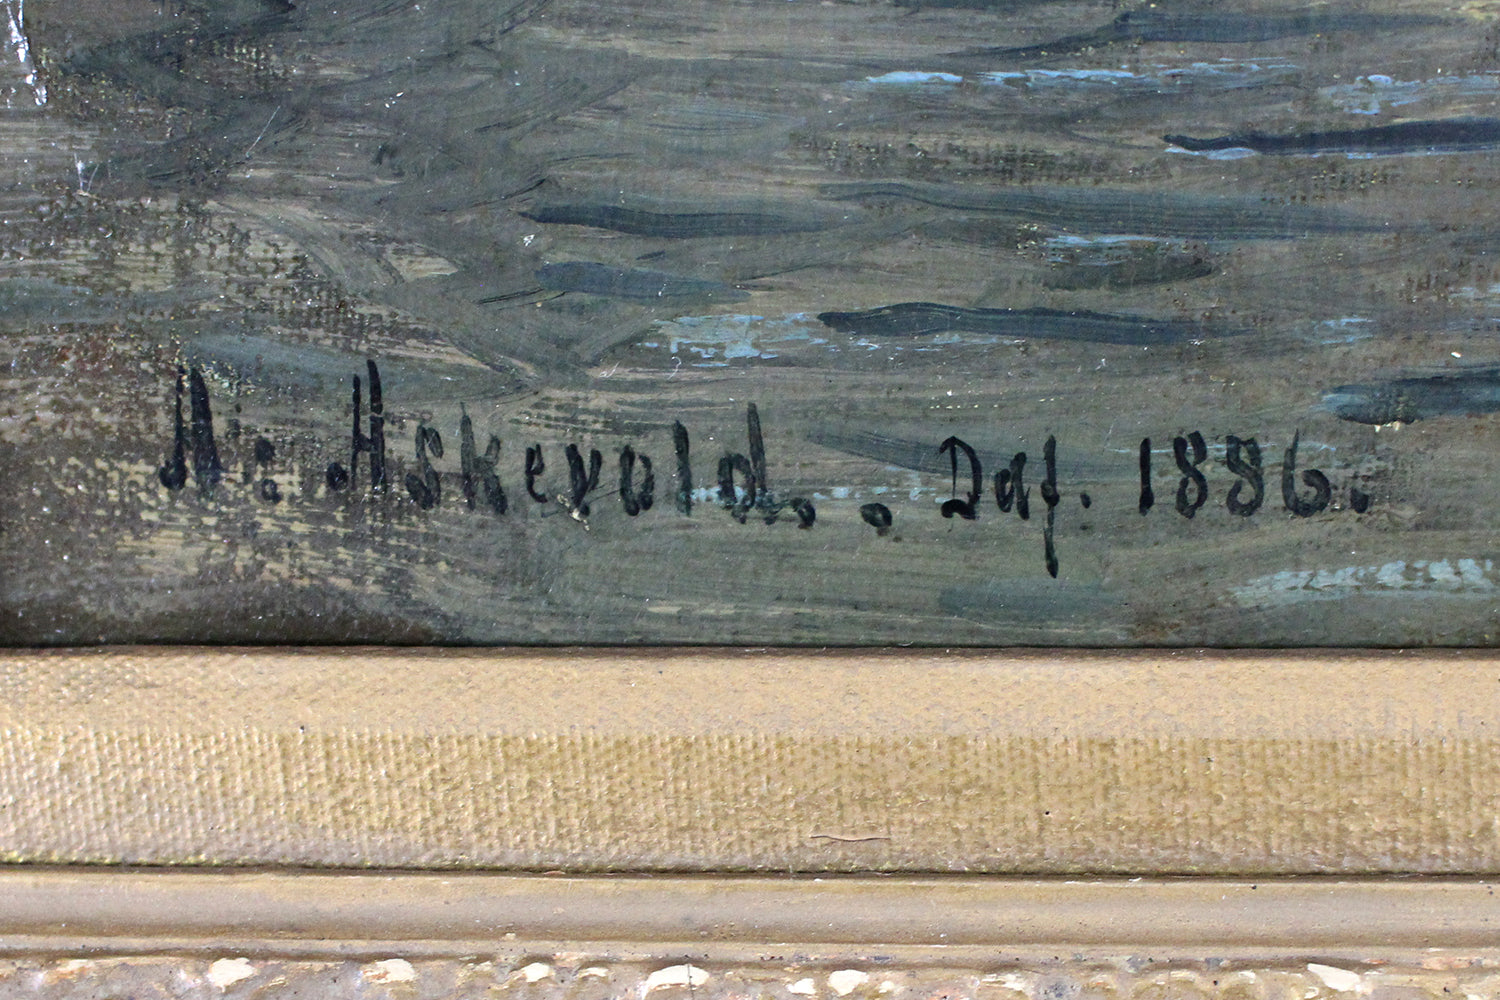 A: Askevold. . Daf. 1886.